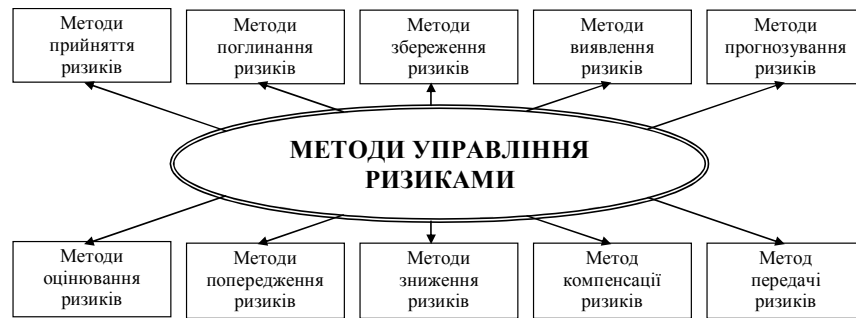 Методи
прийняття
ризиків
Методи
поглинання
ризиків
Методи
збереження
ризиків
Методи
виявлення
ризиків
Методи
прогнозування
ризиків
МЕТОДИ УПРАВЛІННЯ
РИЗИКАМИ
Методи
оцінювання
ризиків
Методи
попередження
ризиків
Методи
зниження
ризиків
Метод
компенсації
ризиків
Метод
передачі
ризиків